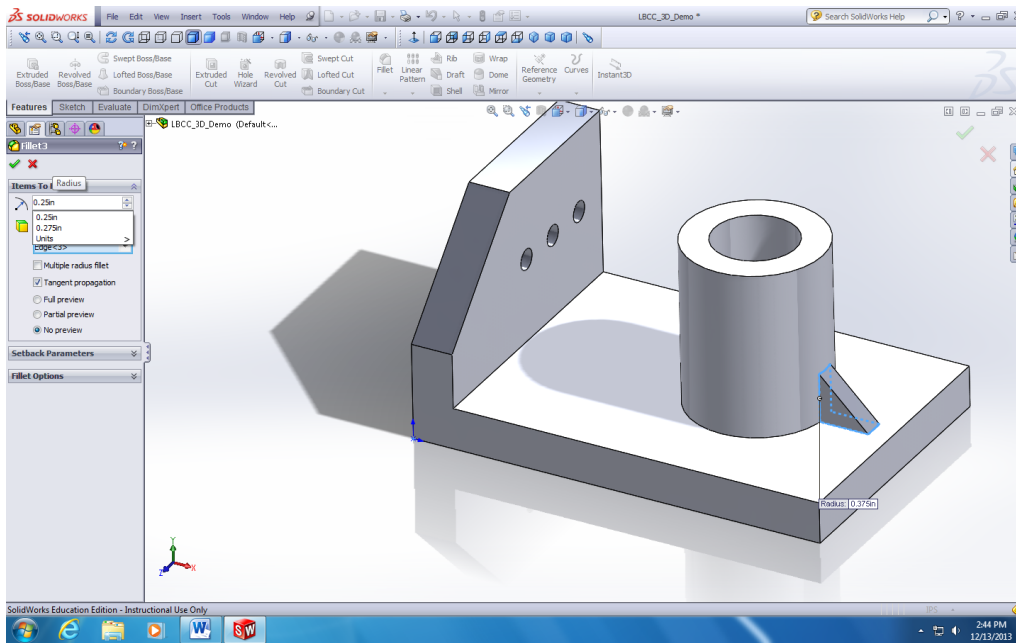 SOLIDWORKS File Edit View Insert Tools Window Help LBCC_3D_Demo * Search SolidWorks Help
Extruded Boss/Base
Revolved Boss/Base
Swept Boss/Base
Lofted Boss/Base
Boundary Boss/Base
Extruded Cut
Hole Wizard
Revolved Cut
Swept Cut
Lofted Cut
Boundary Cut
Fillet
Linear Pattern
Rib
Draft
Shell
Wrap
Dome
Mirror
Reference Geometry
Curves
Instant3D
Features Sketch Evaluate DimXpert Office Products
LBCC_3D_Demo (Default<...
Fillet3
Items To
Radius
0.25in
0.25in
0.275in
Units >
Edge<3>
Multiple radius fillet
Tangent propagation
Full preview
Partial preview
No preview
Setback Parameters
Fillet Options
Radius: 0.375in
Y
X
Z
SolidWorks Education Edition - Instructional Use Only IPS
2:44 PM
12/13/2013